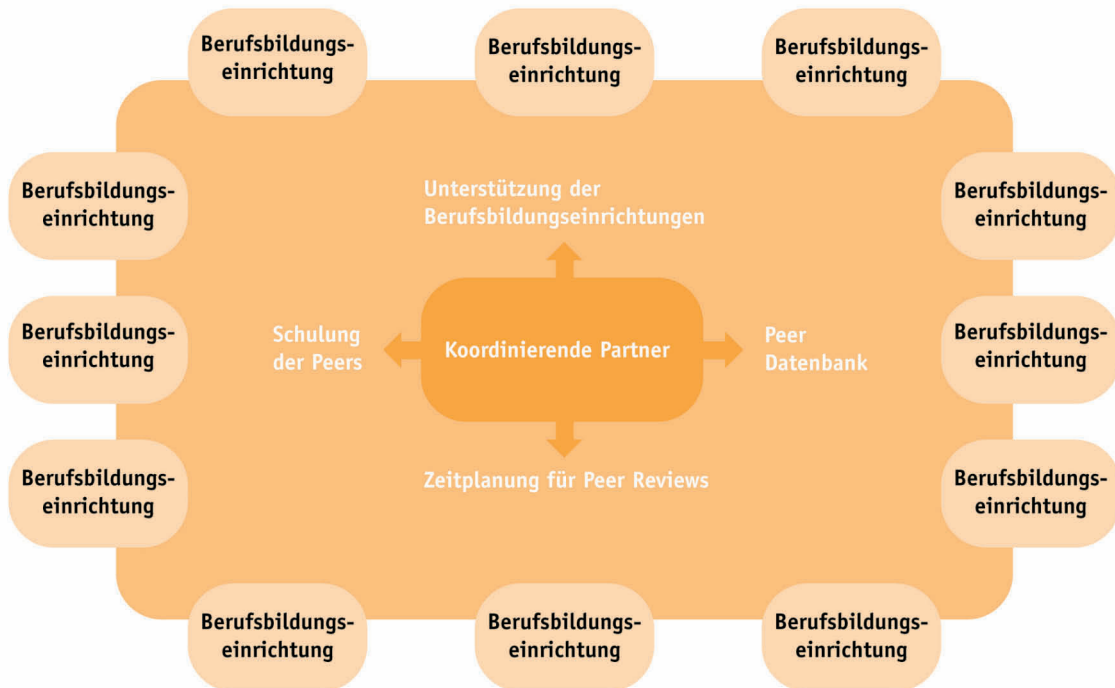 Berufsbildungs-
einrichtung
Berufsbildungs-
einrichtung
Berufsbildungs-
einrichtung
Berufsbildungs-
einrichtung
Unterstützung der
Berufsbildungseinrichtungen
Berufsbildungs-
einrichtung
Berufsbildungs-
einrichtung
Schulung
der Peers
Koordinierende Partner
Peer
Datenbank
Berufsbildungs-
einrichtung
Berufsbildungs-
einrichtung
Zeitplanung für Peer Reviews
Berufsbildungs-
einrichtung
Berufsbildungs-
einrichtung
Berufsbildungs-
einrichtung
Berufsbildungs-
einrichtung